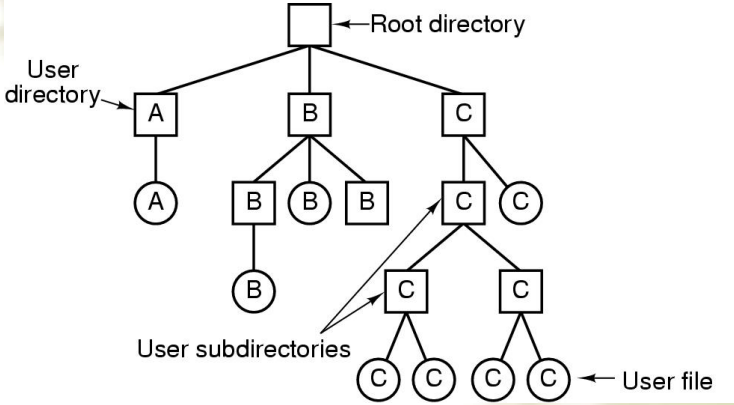 Root directory
User
directory
A B C
A B B B C C
B C C
User subdirectories
C C C C
User file